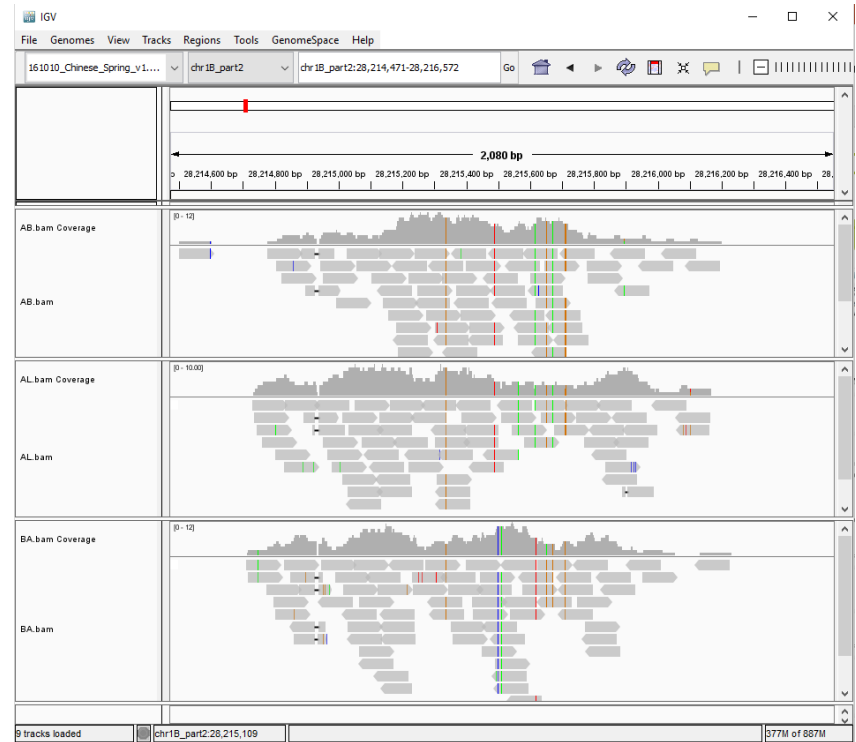 IGV
File Genomes View Tracks Regions Tools GenomeSpace Help
161010_Chinese_Spring_v1.... chr1B_part2 chr1B_part2:28,214,471-28,216,572 Go
2,080 bp
28,214,600 bp 28,214,800 bp 28,215,000 bp 28,215,200 bp 28,215,400 bp 28,215,600 bp 28,215,800 bp 28,216,000 bp 28,216,200 bp 28,216,400 bp 28,
AB.bam Coverage [0 - 12]
AB.bam
AL.bam Coverage [0 - 10.00]
AL.bam
BA.bam Coverage [0 - 12]
BA.bam
9 tracks loaded chr1B_part2:28,215,109 377M of 887M